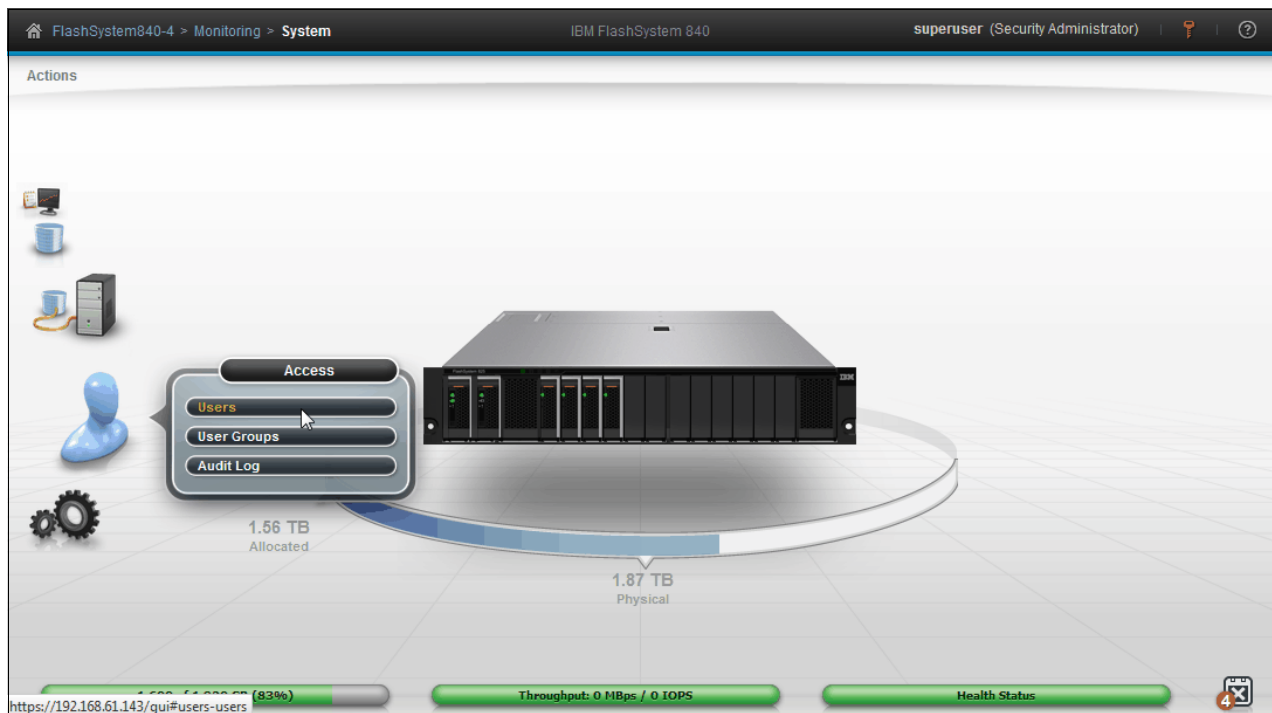 FlashSystem840-4 > Monitoring > System
IBM FlashSystem 840
superuser (Security Administrator)
Actions
Access
Users
User Groups
Audit Log
IBM
1.56 TB
Allocated
1.87 TB
Physical
(83%)
Throughput: 0 MBps / 0 IOPS
Health Status
4
https://192.168.61.143/gui#users-users